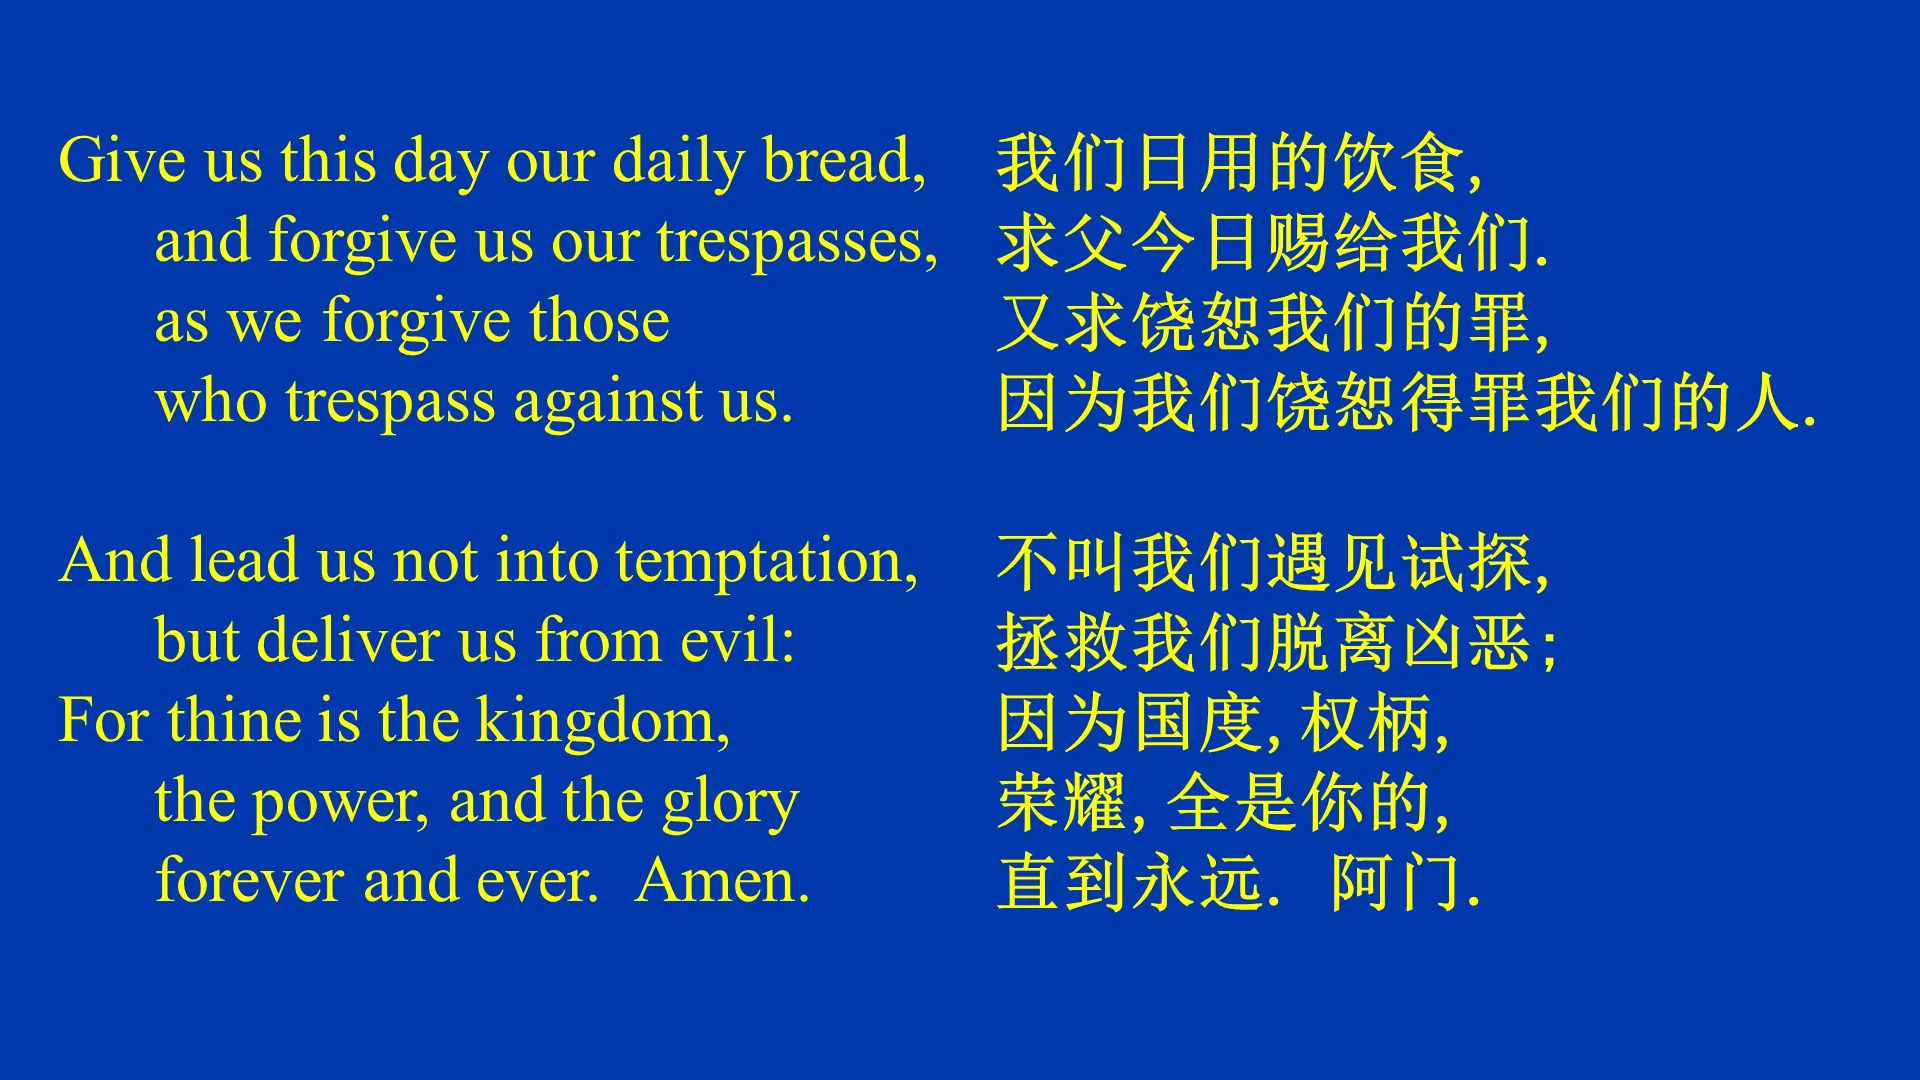 Give us this day our daily bread,
and forgive us our trespasses,
as we forgive those
who trespass against us.
And lead us not into temptation,
but deliver us from evil:
For thine is the kingdom,
the power, and the glory
forever and ever.  Amen.
我们日用的饮食,
求父今日赐给我们.
又求饶恕我们的罪,
因为我们饶恕得罪我们的人.
不叫我们遇见试探,
拯救我们脱离凶恶;
因为国度, 权柄,
荣耀, 全是你的,
直到永远.  阿门.